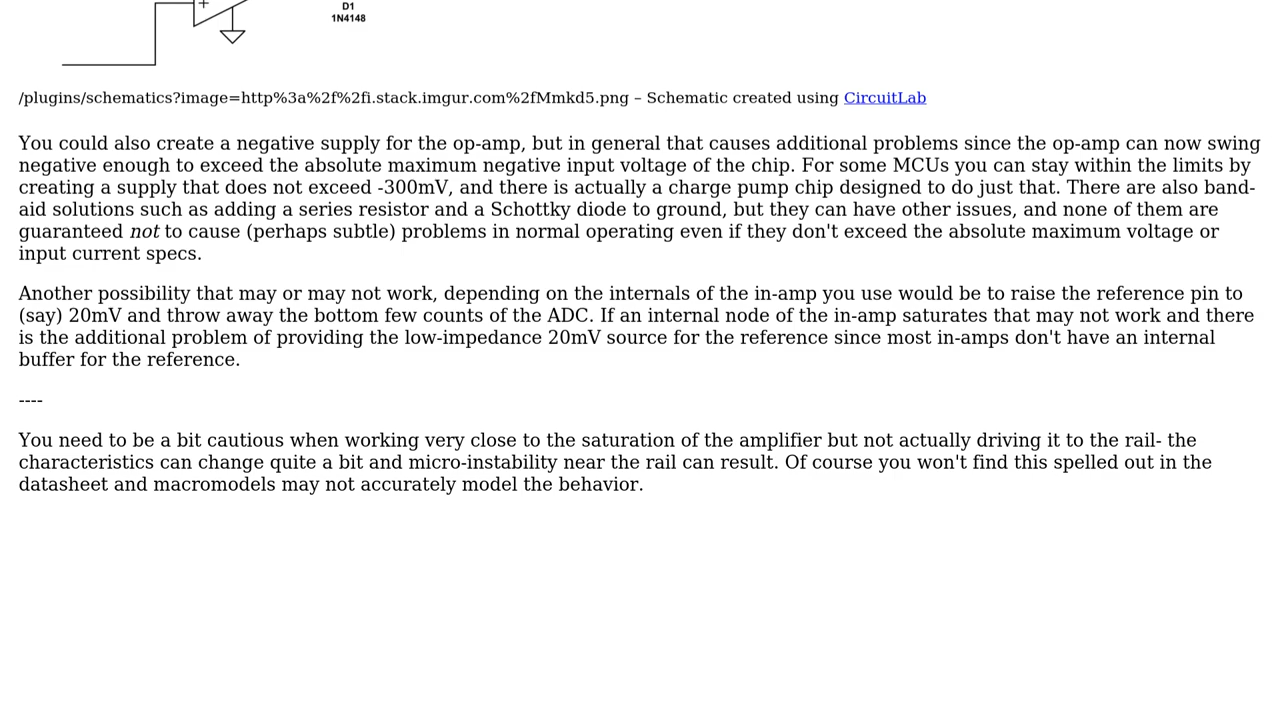 +
D1
1N4148
/plugins/schematics?image=http%3a%2f%2fi.stack.imgur.com%2fMmkd5.png – Schematic created using CircuitLab
You could also create a negative supply for the op-amp, but in general that causes additional problems since the op-amp can now swing
negative enough to exceed the absolute maximum negative input voltage of the chip. For some MCUs you can stay within the limits by
creating a supply that does not exceed -300mV, and there is actually a charge pump chip designed to do just that. There are also band-
aid solutions such as adding a series resistor and a Schottky diode to ground, but they can have other issues, and none of them are
guaranteed not to cause (perhaps subtle) problems in normal operating even if they don't exceed the absolute maximum voltage or
input current specs.
Another possibility that may or may not work, depending on the internals of the in-amp you use would be to raise the reference pin to
(say) 20mV and throw away the bottom few counts of the ADC. If an internal node of the in-amp saturates that may not work and there
is the additional problem of providing the low-impedance 20mV source for the reference since most in-amps don't have an internal
buffer for the reference.
----
You need to be a bit cautious when working very close to the saturation of the amplifier but not actually driving it to the rail- the
characteristics can change quite a bit and micro-instability near the rail can result. Of course you won't find this spelled out in the
datasheet and macromodels may not accurately model the behavior.